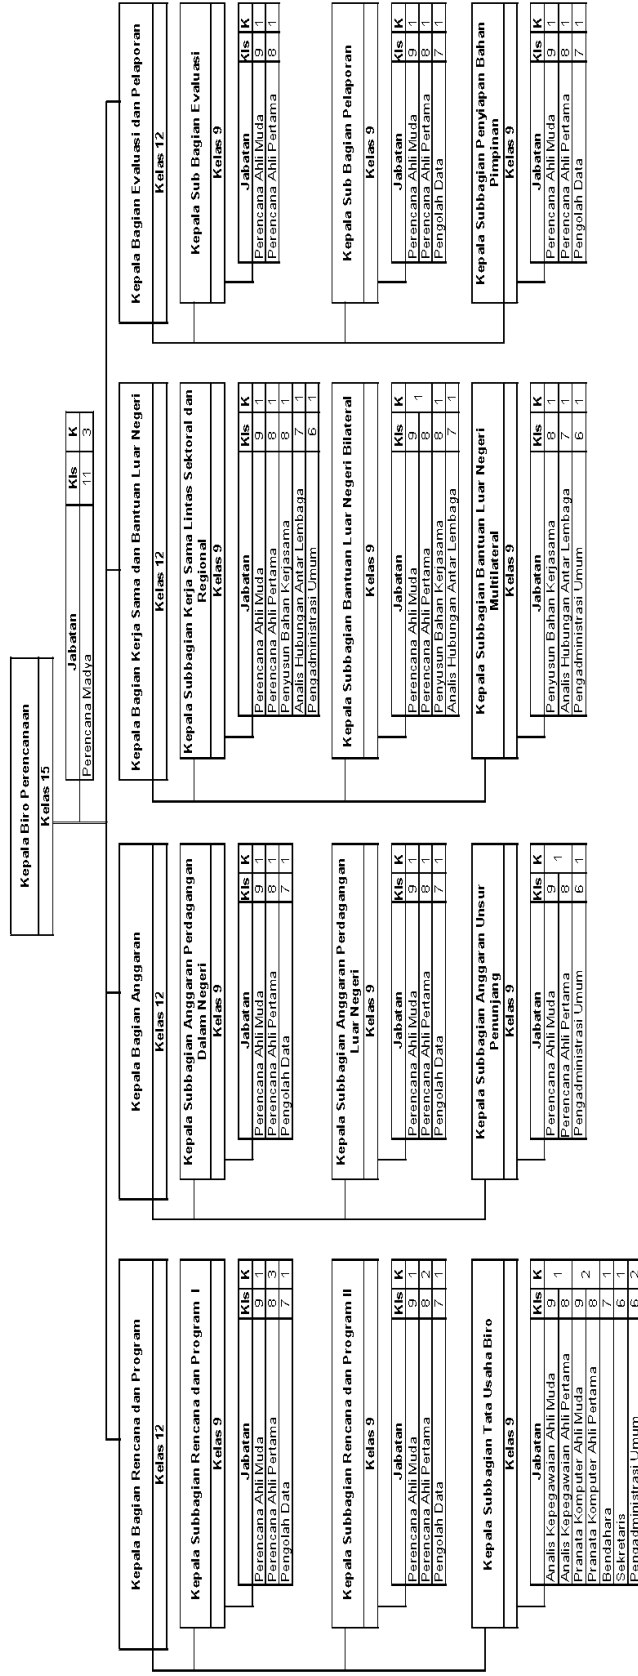 Kepala Biro Perencanaan
Kelas 15
Jabatan Kls K
Perencana Madya 11 3
Kepala Bagian Rencana dan Program
Kelas 12
Kepala Subbagian Rencana dan Program I
Kelas 9
Jabatan Kls K
Perencana Ahli Muda 9 1
Perencana Ahli Pertama 8 3
Pengolah Data 7 1
Kepala Subbagian Rencana dan Program II
Kelas 9
Jabatan Kls K
Perencana Ahli Muda 9 1
Perencana Ahli Pertama 8 2
Pengolah Data 7 1
Kepala Subbagian Tata Usaha Biro
Kelas 9
Jabatan Kls K
Analis Kepegawaian Ahli Muda 9 1
Analis Kepegawaian Ahli Pertama 8
Pranata Komputer Ahli Muda 9 2
Pranata Komputer Ahli Pertama 8
Bendahara 7 1
Sekretaris 6 1
Pengadministrasi Umum 6 2
Kepala Bagian Anggaran
Kelas 12
Kepala Subbagian Anggaran Perdagangan
Dalam Negeri
Kelas 9
Jabatan Kls K
Perencana Ahli Muda 9 1
Perencana Ahli Pertama 8 1
Pengolah Data 7 1
Kepala Subbagian Anggaran Perdagangan
Luar Negeri
Kelas 9
Jabatan Kls K
Perencana Ahli Muda 9 1
Perencana Ahli Pertama 8 1
Pengolah Data 7 1
Kepala Subbagian Anggaran Unsur
Penunjang
Kelas 9
Jabatan Kls K
Perencana Ahli Muda 9 1
Perencana Ahli Pertama 8
Pengadministrasi Umum 6 1
Kepala Bagian Kerja Sama dan Bantuan Luar Negeri
Kelas 12
Kepala Subbagian Kerja Sama Lintas Sektoral dan
Regional
Kelas 9
Jabatan Kls K
Perencana Ahli Muda 9 1
Perencana Ahli Pertama 8 1
Penyusun Bahan Kerjasama 8 1
Analis Hubungan Antar Lembaga 7 1
Pengadministrasi Umum 6 1
Kepala Subbagian Bantuan Luar Negeri Bilateral
Kelas 9
Jabatan Kls K
Perencana Ahli Muda 9 1
Perencana Ahli Pertama 8
Penyusun Bahan Kerjasama 8 1
Analis Hubungan Antar Lembaga 7 1
Kepala Subbagian Bantuan Luar Negeri
Multilateral
Kelas 9
Jabatan Kls K
Penyusun Bahan Kerjasama 8 1
Analis Hubungan Antar Lembaga 7 1
Pengadministrasi Umum 6 1
Kepala Bagian Evaluasi dan Pelaporan
Kelas 12
Kepala Sub Bagian Evaluasi
Kelas 9
Jabatan Kls K
Perencana Ahli Muda 9 1
Perencana Ahli Pertama 8 1
Kepala Sub Bagian Pelaporan
Kelas 9
Jabatan Kls K
Perencana Ahli Muda 9 1
Perencana Ahli Pertama 8 1
Pengolah Data 7 1
Kepala Subbagian Penyiapan Bahan
Pimpinan
Kelas 9
Jabatan Kls K
Perencana Ahli Muda 9 1
Perencana Ahli Pertama 8 1
Pengolah Data 7 1